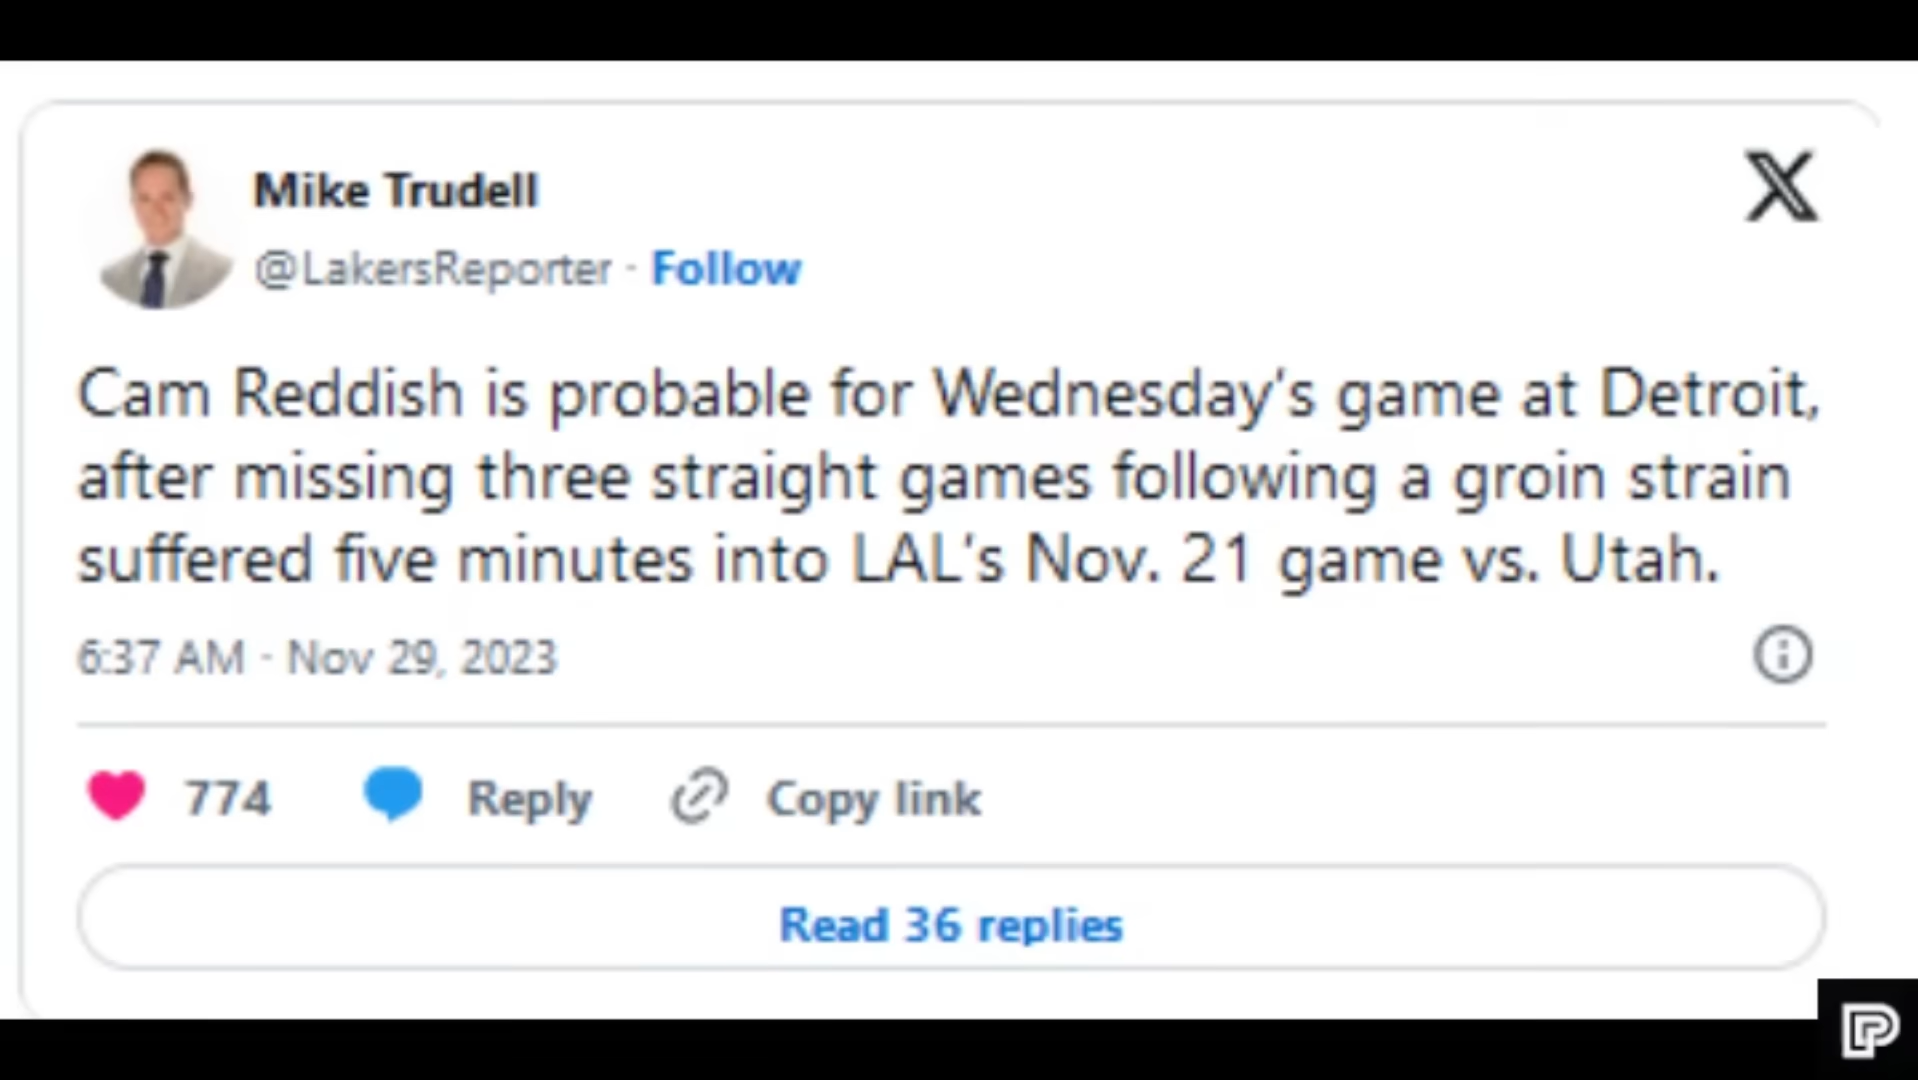 Mike Trudell
@LakersReporter · Follow
Cam Reddish is probable for Wednesday's game at Detroit,
after missing three straight games following a groin strain
suffered five minutes into LAL's Nov. 21 game vs. Utah.
6:37 AM · Nov 29, 2023
774 Reply Copy link
Read 36 replies